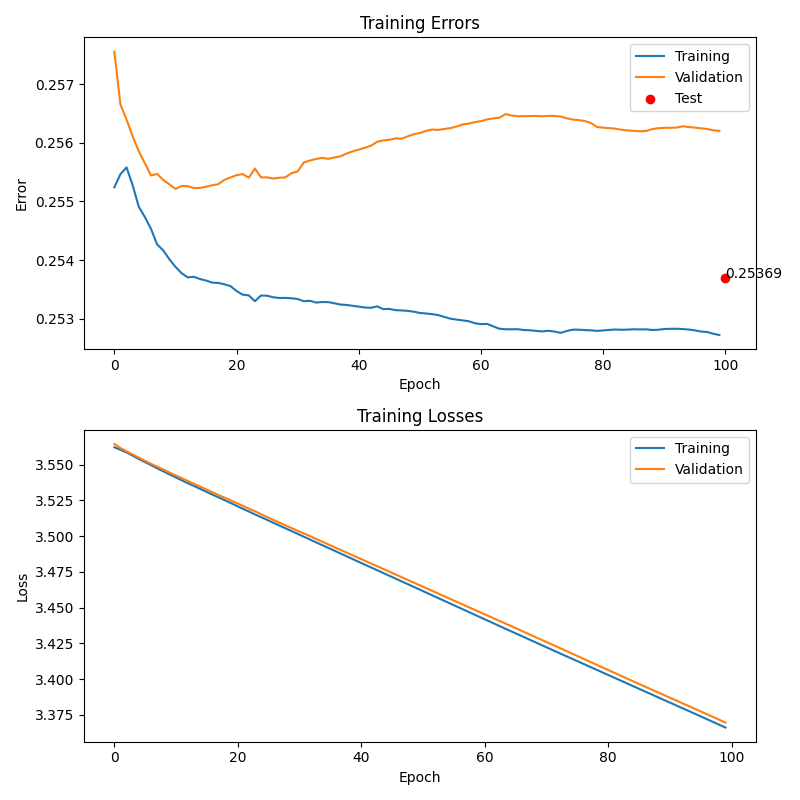 Training Errors
Error
0.257
0.256
0.255
0.254
0.253
Training
Validation
Test
0.25369
0 20 40 60 80 100
Epoch
Training Losses
Loss
3.550
3.525
3.500
3.475
3.450
3.425
3.400
3.375
Training
Validation
0 20 40 60 80 100
Epoch